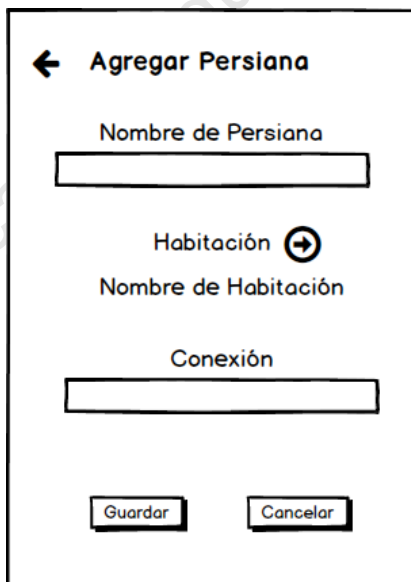 Agregar Persiana
Nombre de Persiana
Habitación
Nombre de Habitación
Conexión
Guardar
Cancelar